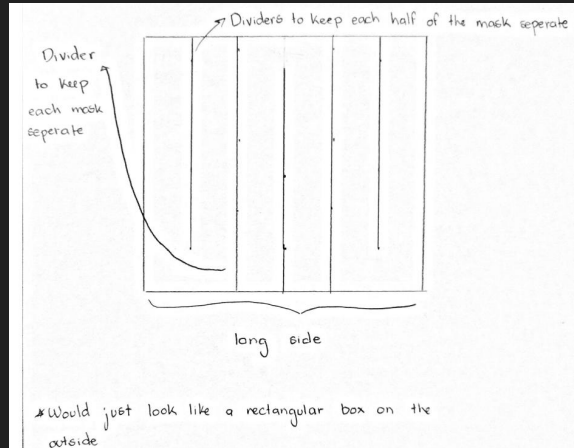 Dividers to keep each half of the mask seperate
Divider
to keep
each mask
seperate
long side
*Would just look like a rectangular box on the
outside